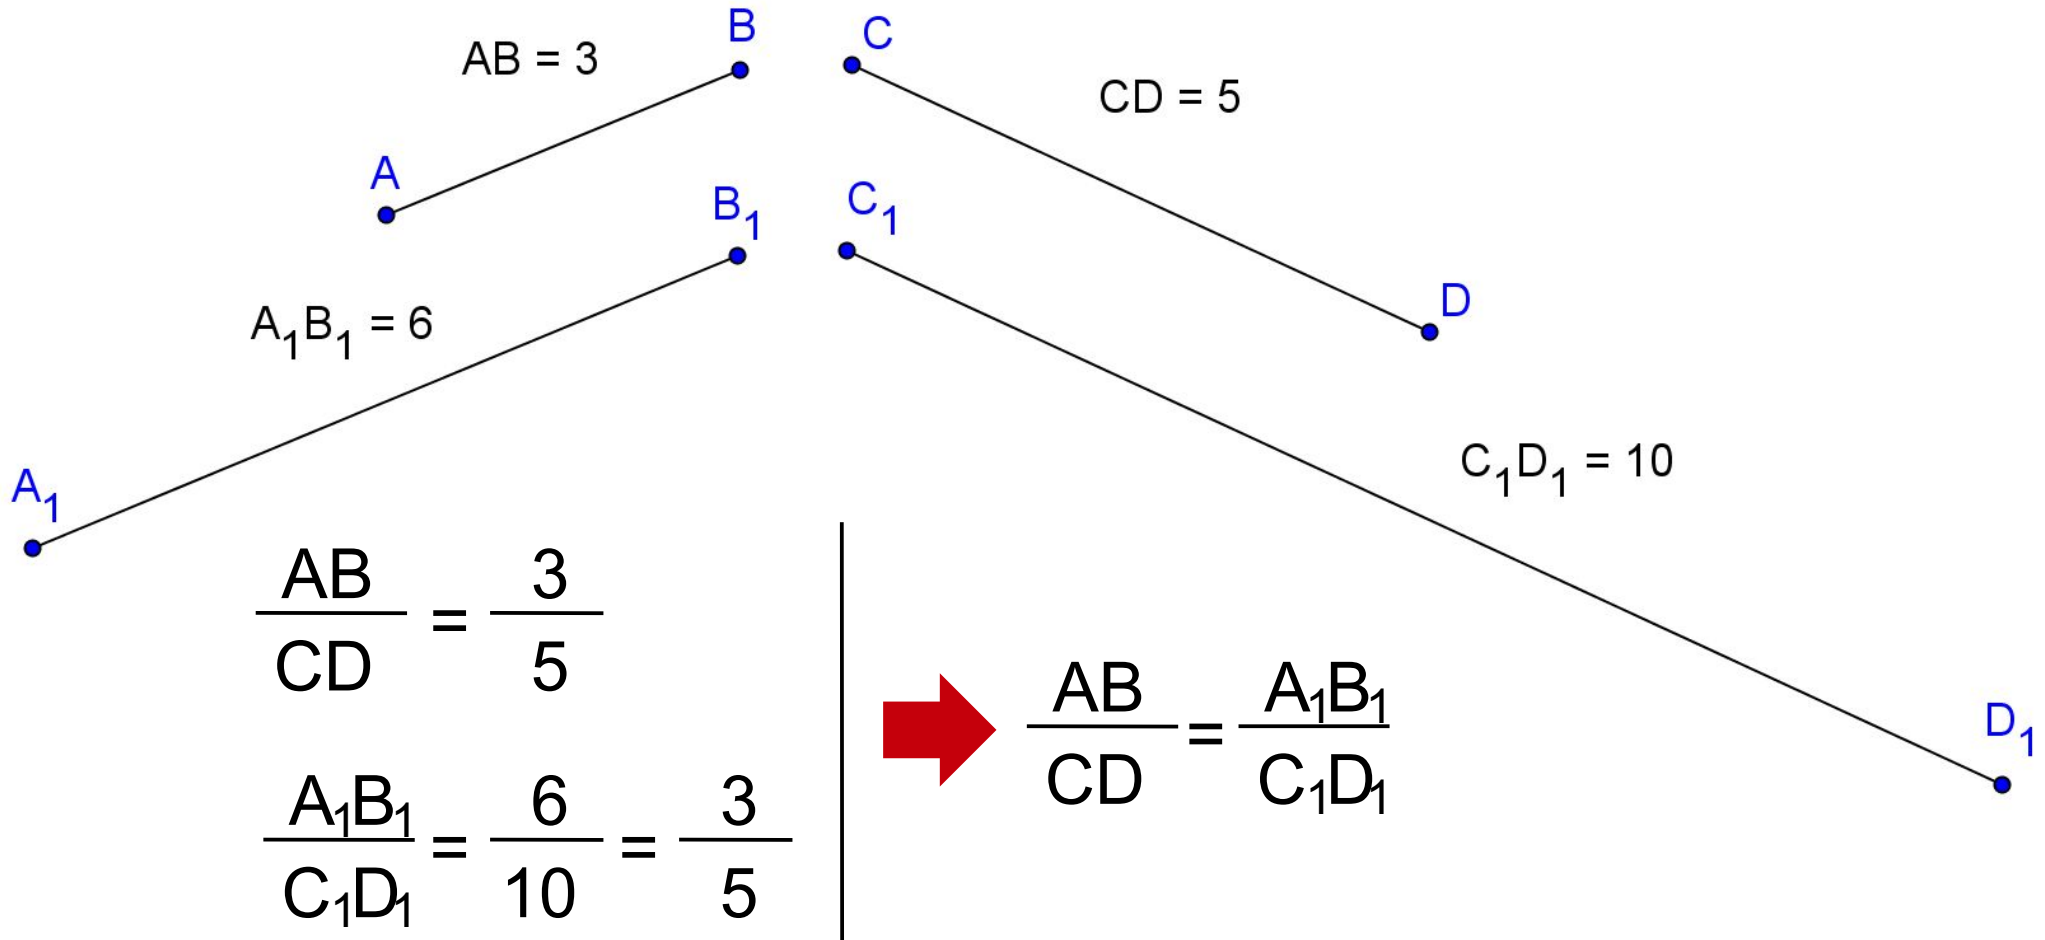 B
C
AB = 3
CD = 5
A
B₁
C₁
D
A₁B₁ = 6
C₁D₁ = 10
A₁
AB/CD = 3/5
AB/CD = A₁B₁/C₁D₁
D₁
A₁B₁/C₁D₁ = 6/10 = 3/5